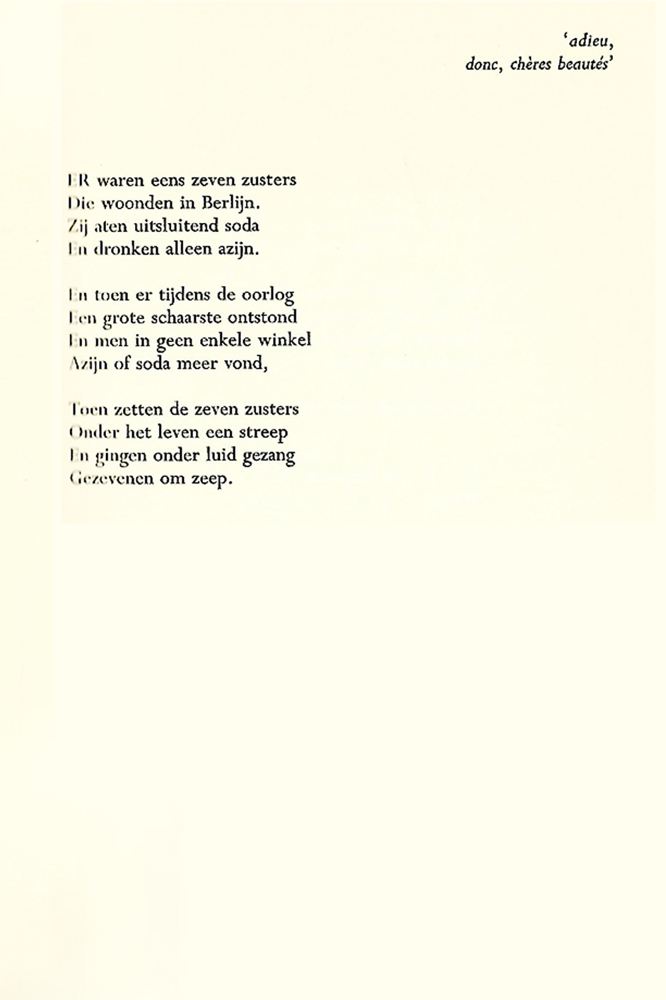 ‘adieu,
donc, chères beautés’
ER waren eens zeven zusters
Die woonden in Berlijn.
Zij aten uitsluitend soda
En dronken alleen azijn.
En toen er tijdens de oorlog
Een grote schaarste ontstond
En men in geen enkele winkel
Azijn of soda meer vond,
Toen zetten de zeven zusters
Onder het leven een streep
En gingen onder luid gezang
Gezevenen om zeep.